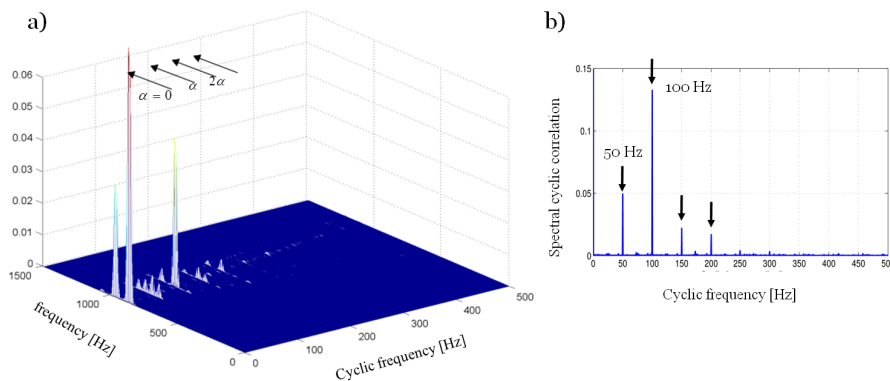 a)
0.06
0.05
0.04
0.03
0.02
0.01
0
α = 0
α
2α
1500
1000
500
0
frequency [Hz]
0
100
200
300
400
500
Cyclic frequency [Hz]
b)
0.15
0.1
0.05
0
Spectral cyclic correlation
50 Hz
100 Hz
0 50 100 150 200 250 300 350 400 450 500
Cyclic frequency [Hz]